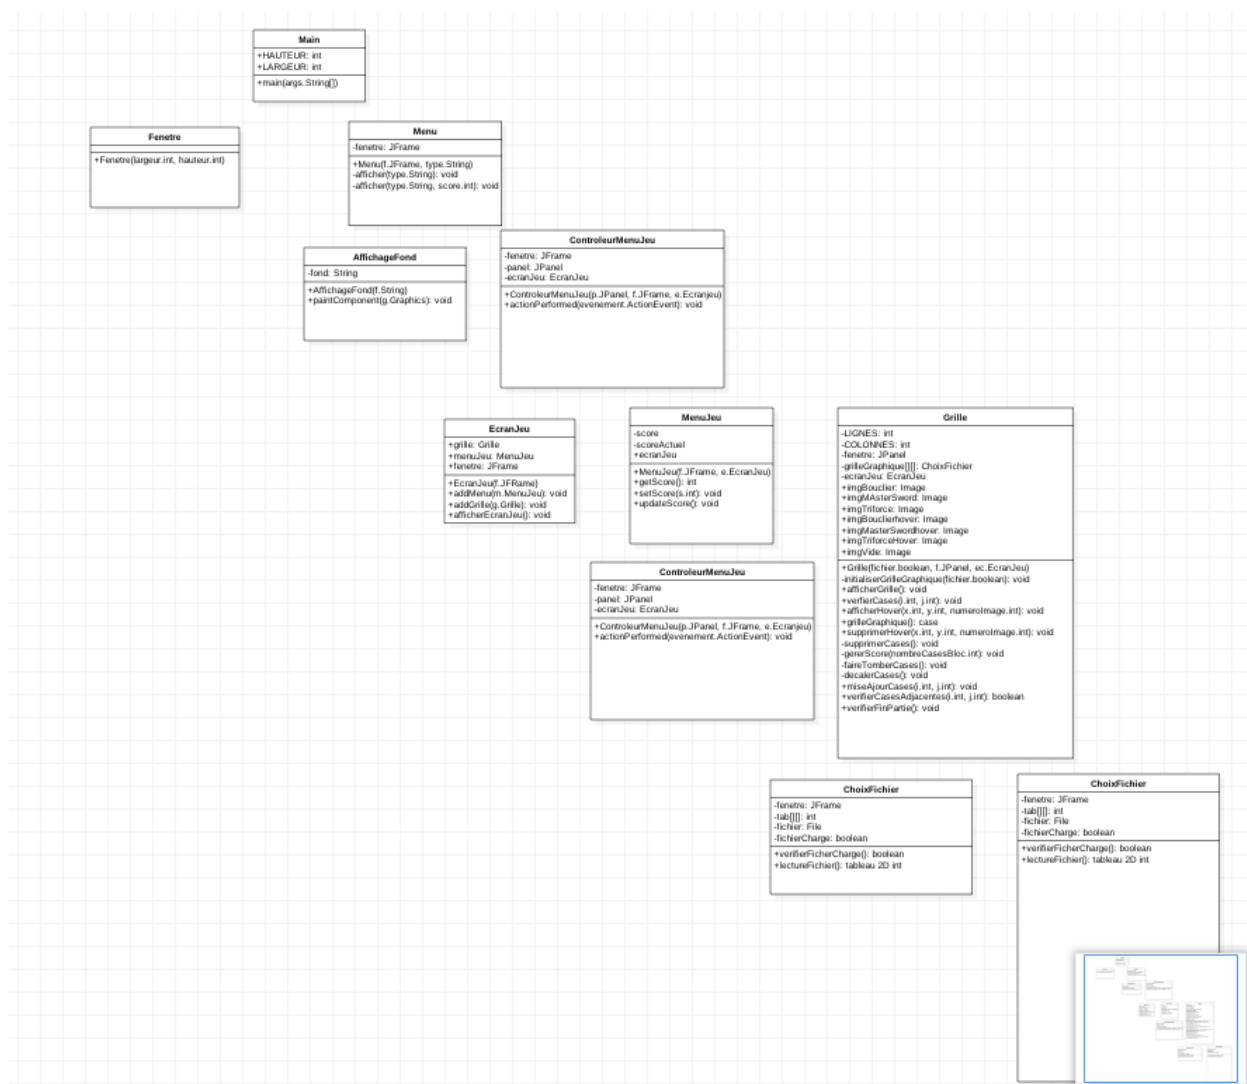 Main
+HAUTEUR: int
+LARGEUR: int
+main(args.String[])
Fenetre
+Fenetre(largeur.int, hauteur.int)
Menu
-fenetre: JFrame
+Menu(f.JFrame, type.String)
-afficher(type.String): void
-afficher(type.String, score.int): void
AffichageFond
-fond: String
+AffichageFond(f.String)
+paintComponent(g.Graphics): void
ControleurMenuJeu
-fenetre: JFrame
-panel: JPanel
-ecranJeu: EcranJeu
+ControleurMenuJeu(p.JPanel, f.JFrame, e.Ecranjeu)
+actionPerformed(evenement.ActionEvent): void
EcranJeu
+grille: Grille
+menuJeu: MenuJeu
+fenetre: JFrame
+EcranJeu(f.JFRame)
+addMenu(m.MenuJeu): void
+addGrille(g.Grille): void
+afficherEcranJeu(): void
MenuJeu
-score
-scoreActuel
+ecranJeu
+MenuJeu(f.JFrame, e.EcranJeu)
+getScore(): int
+setScore(s.int): void
+updateScore(): void
Grille
-LIGNES: int
-COLONNES: int
-fenetre: JPanel
-grilleGraphique[][]: ChoixFichier
-ecranJeu: EcranJeu
+imgBouclier: Image
+imgMAsterSword: Image
+imgTriforce: Image
+imgBouclierhover: Image
+imgMasterSwordhover: Image
+imgTriforceHover: Image
+imgVide: Image
+Grille(fichier.boolean, f.JPanel, ec.EcranJeu)
-initialiserGrilleGraphique(fichier.boolean): void
+afficherGrille(): void
+verfierCases(i.int, j.int): void
+afficherHover(x.int, y.int, numeroImage.int): void
+grilleGraphique(): case
+supprimerHover(x.int, y.int, numeroImage.int): void
-supprimerCases(): void
-gererScore(nombreCasesBloc.int): void
-faireTomberCases(): void
-decalerCases(): void
+miseAjourCases(i.int, j.int): void
+verifierCasesAdjacentes(i.int, j.int): boolean
+verifierFinPartie(): void
ControleurMenuJeu
-fenetre: JFrame
-panel: JPanel
-ecranJeu: EcranJeu
+ControleurMenuJeu(p.JPanel, f.JFrame, e.Ecranjeu)
+actionPerformed(evenement.ActionEvent): void
ChoixFichier
-fenetre: JFrame
-tab[][]: int
-fichier: File
-fichierCharge: boolean
+verifierFicherCharge(): boolean
+lectureFichier(): tableau 2D int
ChoixFichier
-fenetre: JFrame
-tab[][]: int
-fichier: File
-fichierCharge: boolean
+verifierFicherCharge(): boolean
+lectureFichier(): tableau 2D int